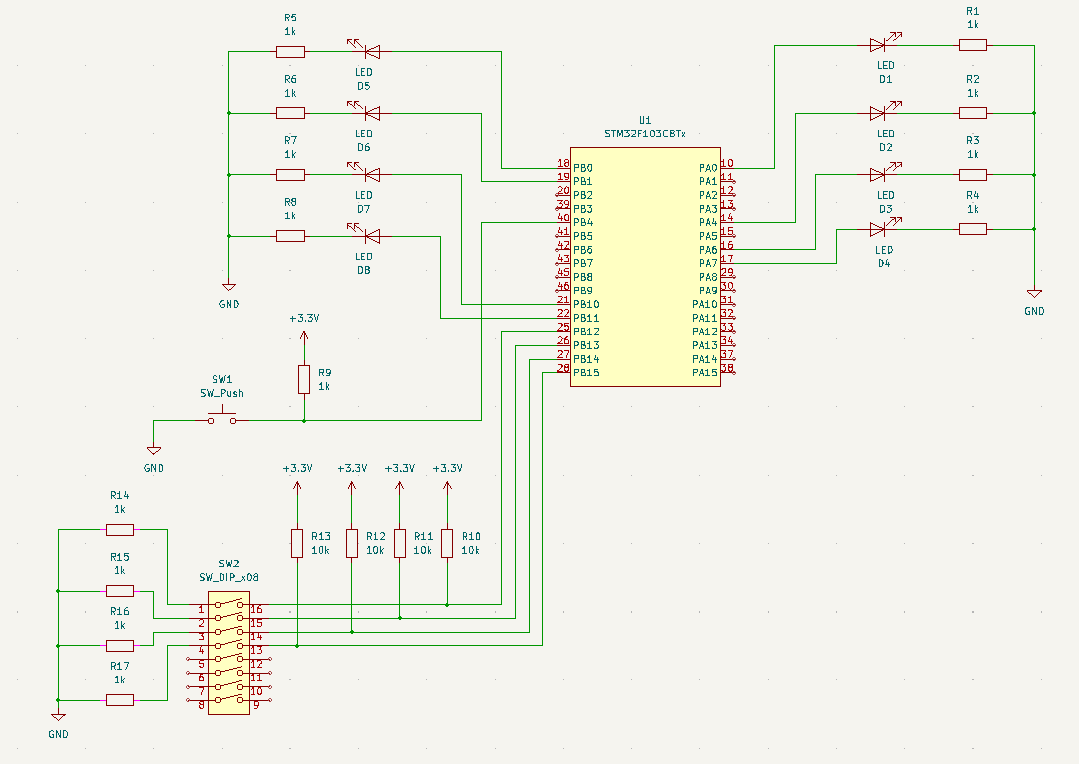 R5
1k
LED
D5
R6
1k
LED
D6
R7
1k
LED
D7
R8
1k
LED
D8
GND
R1
1k
LED
D1
R2
1k
LED
D2
R3
1k
LED
D3
R4
1k
LED
D4
GND
U1
STM32F103CBTx
18 PB0
19 PB1
20 PB2
39 PB3
40 PB4
41 PB5
42 PB6
43 PB7
45 PB8
46 PB9
21 PB10
22 PB11
25 PB12
26 PB13
27 PB14
28 PB15
PA0 10
PA1 11
PA2 12
PA3 13
PA4 14
PA5 15
PA6 16
PA7 17
PA8 29
PA9 30
PA10 31
PA11 32
PA12 33
PA13 34
PA14 37
PA15 38
+3.3V
R9
1k
SW1
SW_Push
GND
+3.3V +3.3V +3.3V +3.3V
R13 R12 R11 R10
10k 10k 10k 10k
R14
1k
R15
1k
R16
1k
R17
1k
GND
SW2
SW_DIP_x08
1 16
2 15
3 14
4 13
5 12
6 11
7 10
8 9